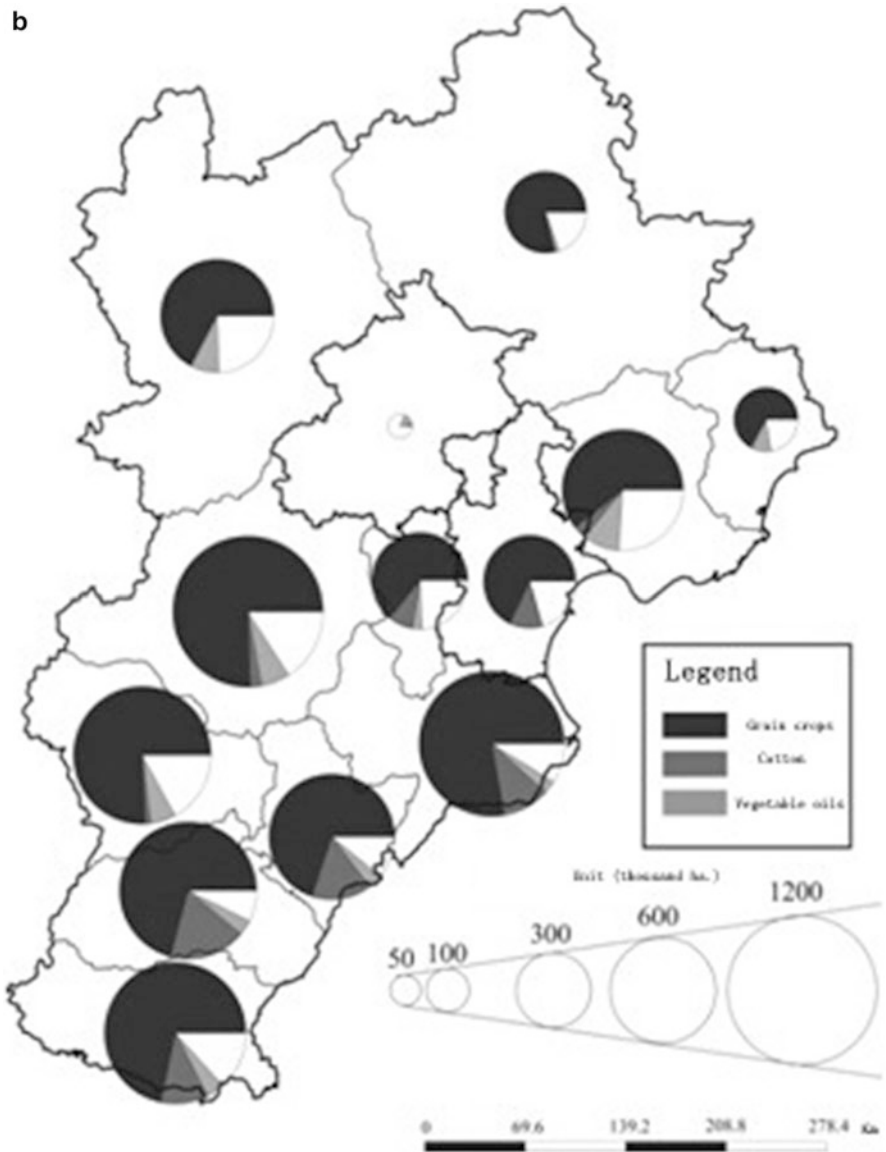 b
Legend
Grain crops
Cotton
Vegetable oils
Unit (thousand ha.)
50 100 300 600 1200
0 69.6 139.2 208.8 278.4 Km